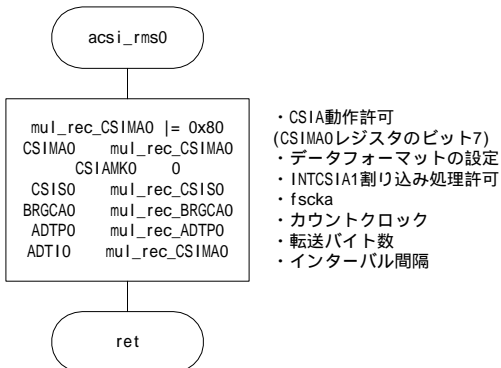 acsi_rms0
mul_rec_CSIMA0 |= 0x80
CSIMA0 mul_rec_CSIMA0
CSIAMK0 0
CSIS0 mul_rec_CSIS0
BRGCA0 mul_rec_BRGCA0
ADTP0 mul_rec_ADTP0
ADTI0 mul_rec_CSIMA0
・CSIA動作許可
(CSIMA0レジスタのビット7)
・データフォーマットの設定
・INTCSIA1割り込み処理許可
・fscka
・カウントクロック
・転送バイト数
・インターバル間隔
ret